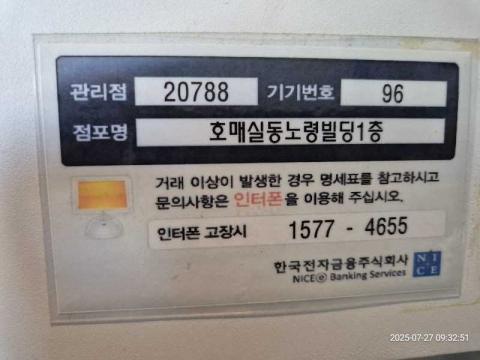 관리점 20788 기기번호 96
점포명 호매실동노령빌딩1층
거래 이상이 발생한 경우 명세표를 참고하시고
문의사항은 인터폰을 이용해 주십시오.
인터폰 고장시 1577 - 4655
한국전자금융주식회사
NICEⓔ Banking Services
NICE
2025-07-27 09:32:51